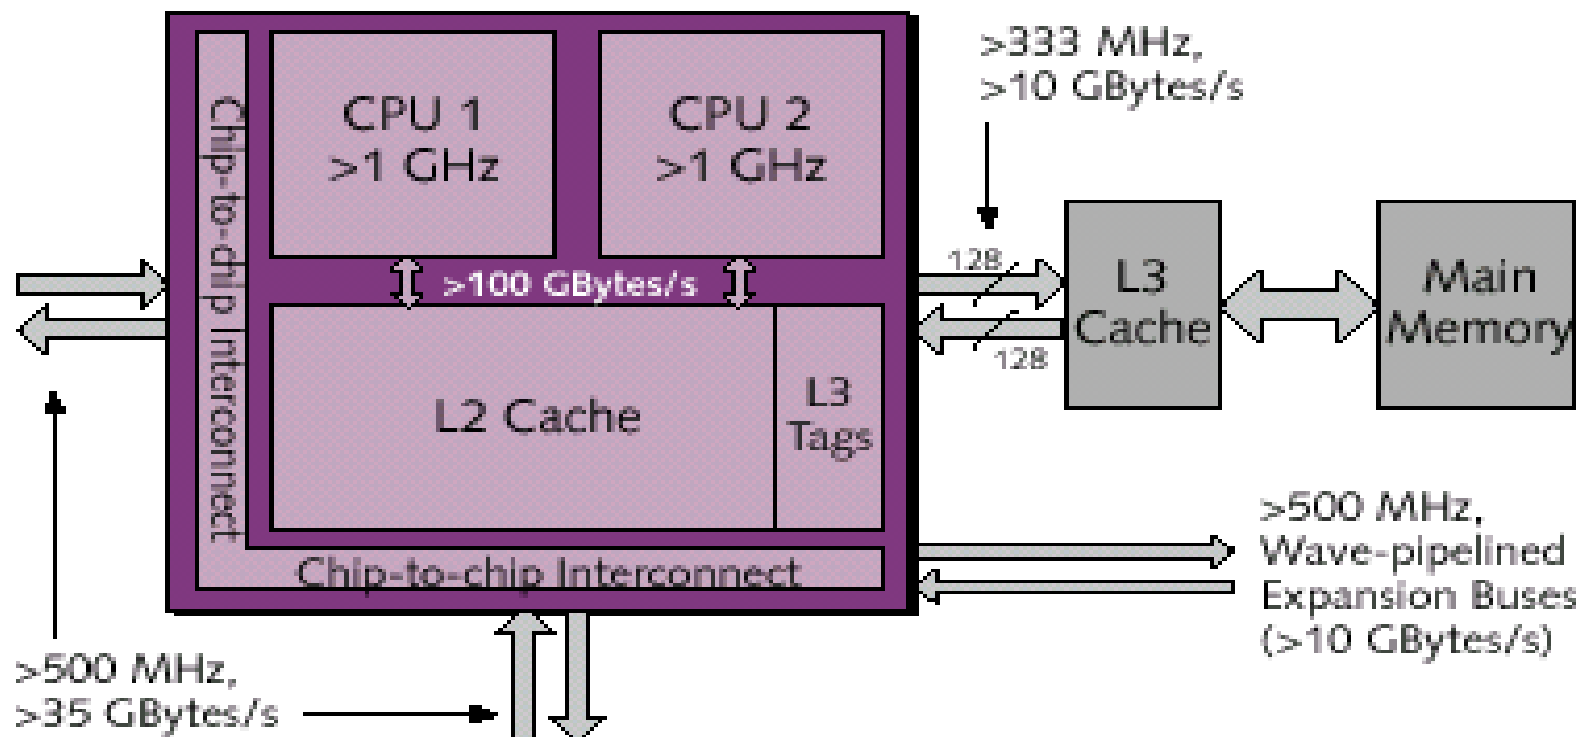 >333 MHz,
>10 GBytes/s
Chip-to-chip Interconnect
CPU 1
>1 GHz
CPU 2
>1 GHz
>100 GBytes/s
128
128
L3
Cache
Main
Memory
L2 Cache
L3
Tags
Chip-to-chip Interconnect
>500 MHz,
Wave-pipelined
Expansion Buses
(>10 GBytes/s)
>500 MHz,
>35 GBytes/s